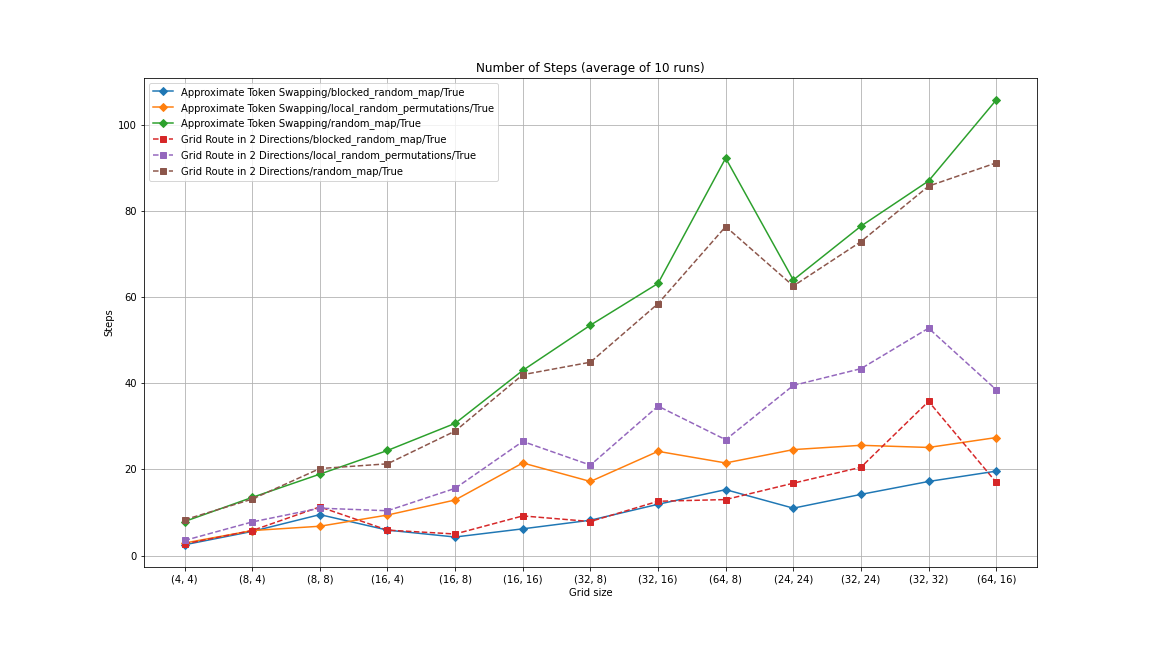 Number of Steps (average of 10 runs)
Approximate Token Swapping/blocked_random_map/True
Approximate Token Swapping/local_random_permutations/True
Approximate Token Swapping/random_map/True
Grid Route in 2 Directions/blocked_random_map/True
Grid Route in 2 Directions/local_random_permutations/True
Grid Route in 2 Directions/random_map/True
100
80
60
40
20
0
Steps
(4, 4) (8, 4) (8, 8) (16, 4) (16, 8) (16, 16) (32, 8) (32, 16) (64, 8) (24, 24) (32, 24) (32, 32) (64, 16)
Grid size